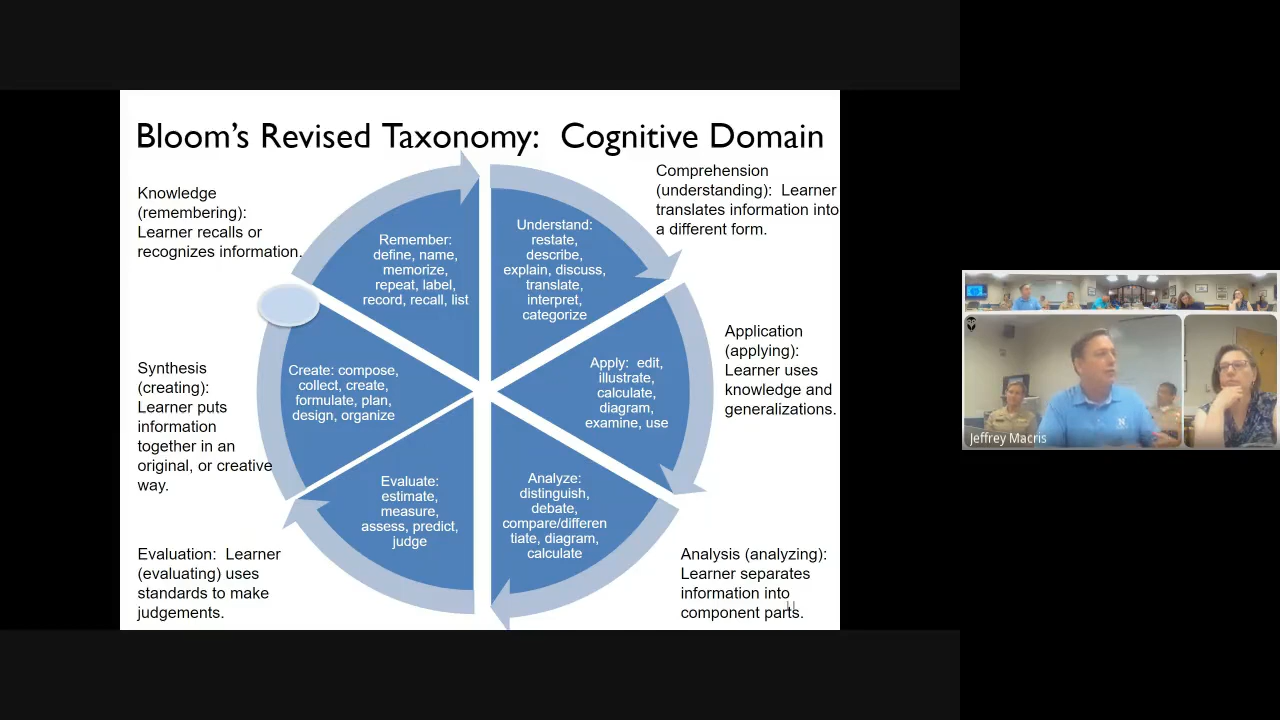 Bloom's Revised Taxonomy:  Cognitive Domain
Knowledge
(remembering):
Learner recalls or
recognizes information.
Comprehension
(understanding):  Learner
translates information into
a different form.
Remember:
define, name,
memorize,
repeat, label,
record, recall, list
Understand:
restate,
describe,
explain, discuss,
translate,
interpret,
categorize
Application
(applying):
Learner uses
knowledge and
generalizations.
Apply:  edit,
illustrate,
calculate,
diagram,
examine, use
Synthesis
(creating):
Learner puts
information
together in an
original, or creative
way.
Create: compose,
collect, create,
formulate, plan,
design, organize
Evaluate:
estimate,
measure,
assess, predict,
judge
Analyze:
distinguish,
debate,
compare/differen
tiate, diagram,
calculate
Evaluation:  Learner
(evaluating) uses
standards to make
judgements.
Analysis (analyzing):
Learner separates
information into
component parts.
11
Jeffrey Macris